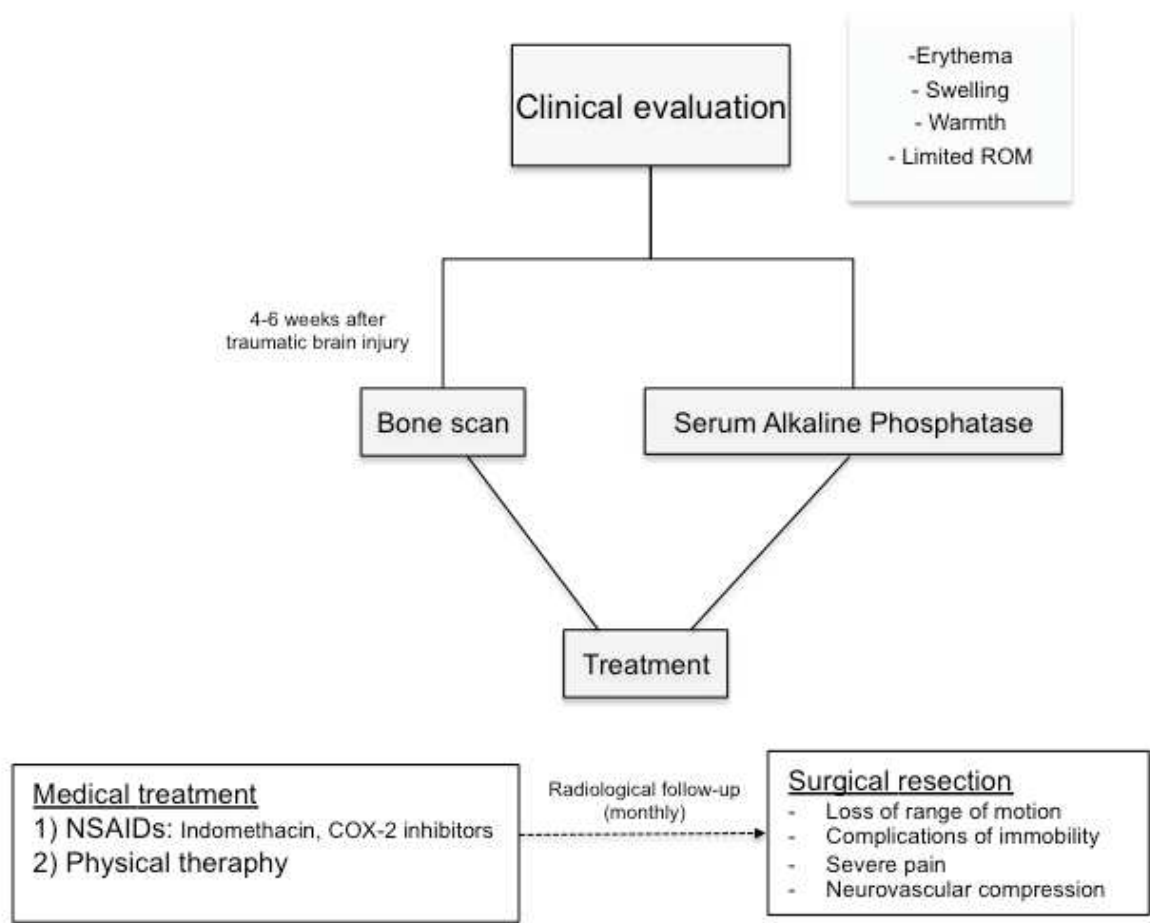 Clinical evaluation
-Erythema
- Swelling
- Warmth
- Limited ROM
4-6 weeks after
traumatic brain injury
Bone scan
Serum Alkaline Phosphatase
Treatment
Medical treatment
1) NSAIDs: Indomethacin, COX-2 inhibitors
2) Physical theraphy
Radiological follow-up
(monthly)
Surgical resection
- Loss of range of motion
- Complications of immobility
- Severe pain
- Neurovascular compression